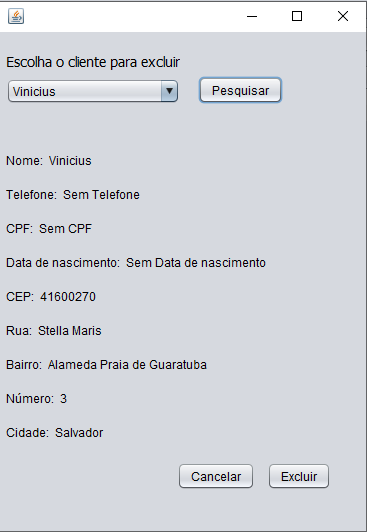 Escolha o cliente para excluir
Vinicius Pesquisar
Nome: Vinicius
Telefone: Sem Telefone
CPF: Sem CPF
Data de nascimento: Sem Data de nascimento
CEP: 41600270
Rua: Stella Maris
Bairro: Alameda Praia de Guaratuba
Número: 3
Cidade: Salvador
Cancelar Excluir